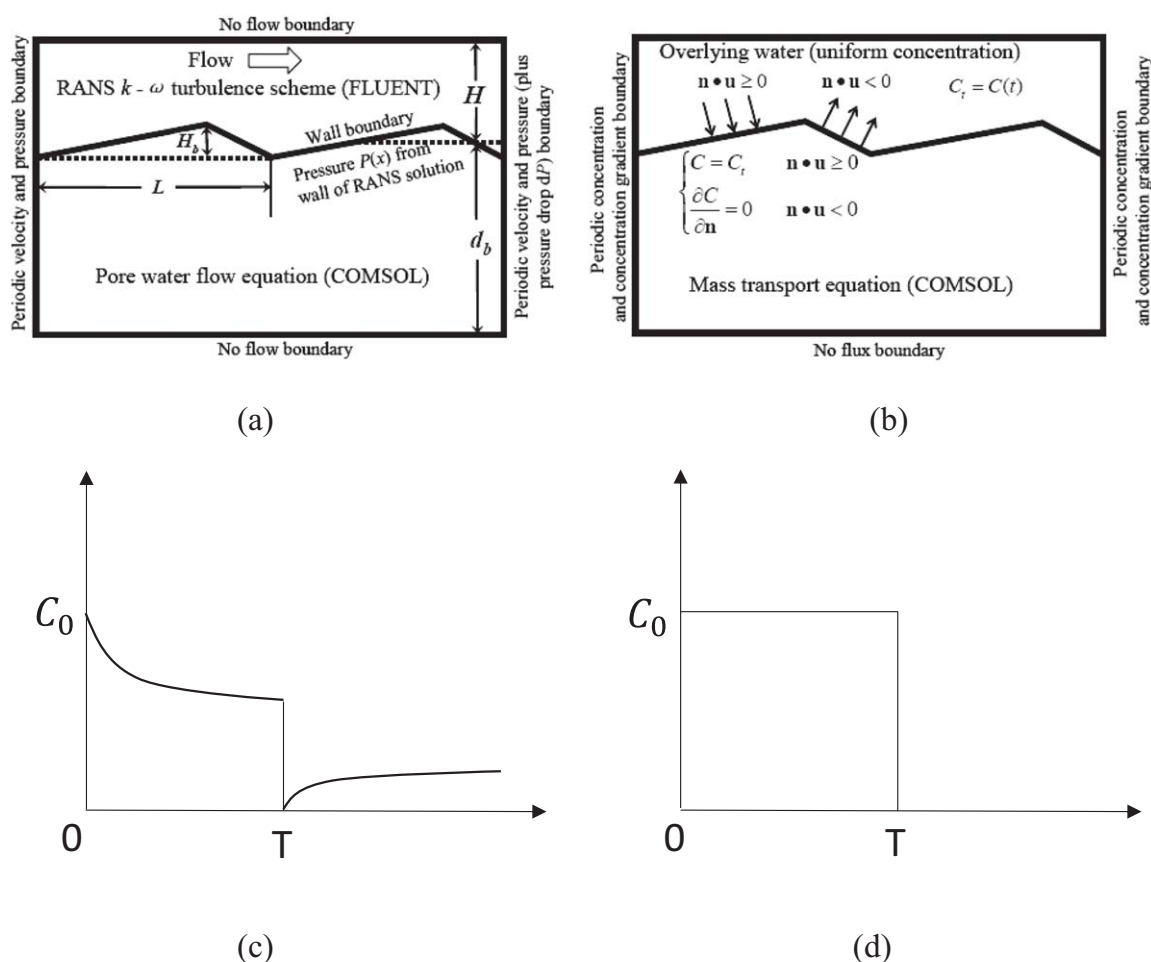 No flow boundary
Periodic velocity and pressure boundary
Flow
RANS k - ω turbulence scheme (FLUENT)
H
H_b
Wall boundary
Pressure P(x) from
wall of RANS solution
L
d_b
Pore water flow equation (COMSOL)
Periodic velocity and pressure (plus
pressure drop dP) boundary
No flow boundary
(a)
Periodic concentration
and concentration gradient boundary
Overlying water (uniform concentration)
n • u ≥ 0
n • u < 0
C_t = C(t)
C = C_t n • u ≥ 0
∂C/∂n = 0 n • u < 0
Mass transport equation (COMSOL)
Periodic concentration
and concentration gradient boundary
No flux boundary
(b)
C_0
0
T
(c)
C_0
0
T
(d)